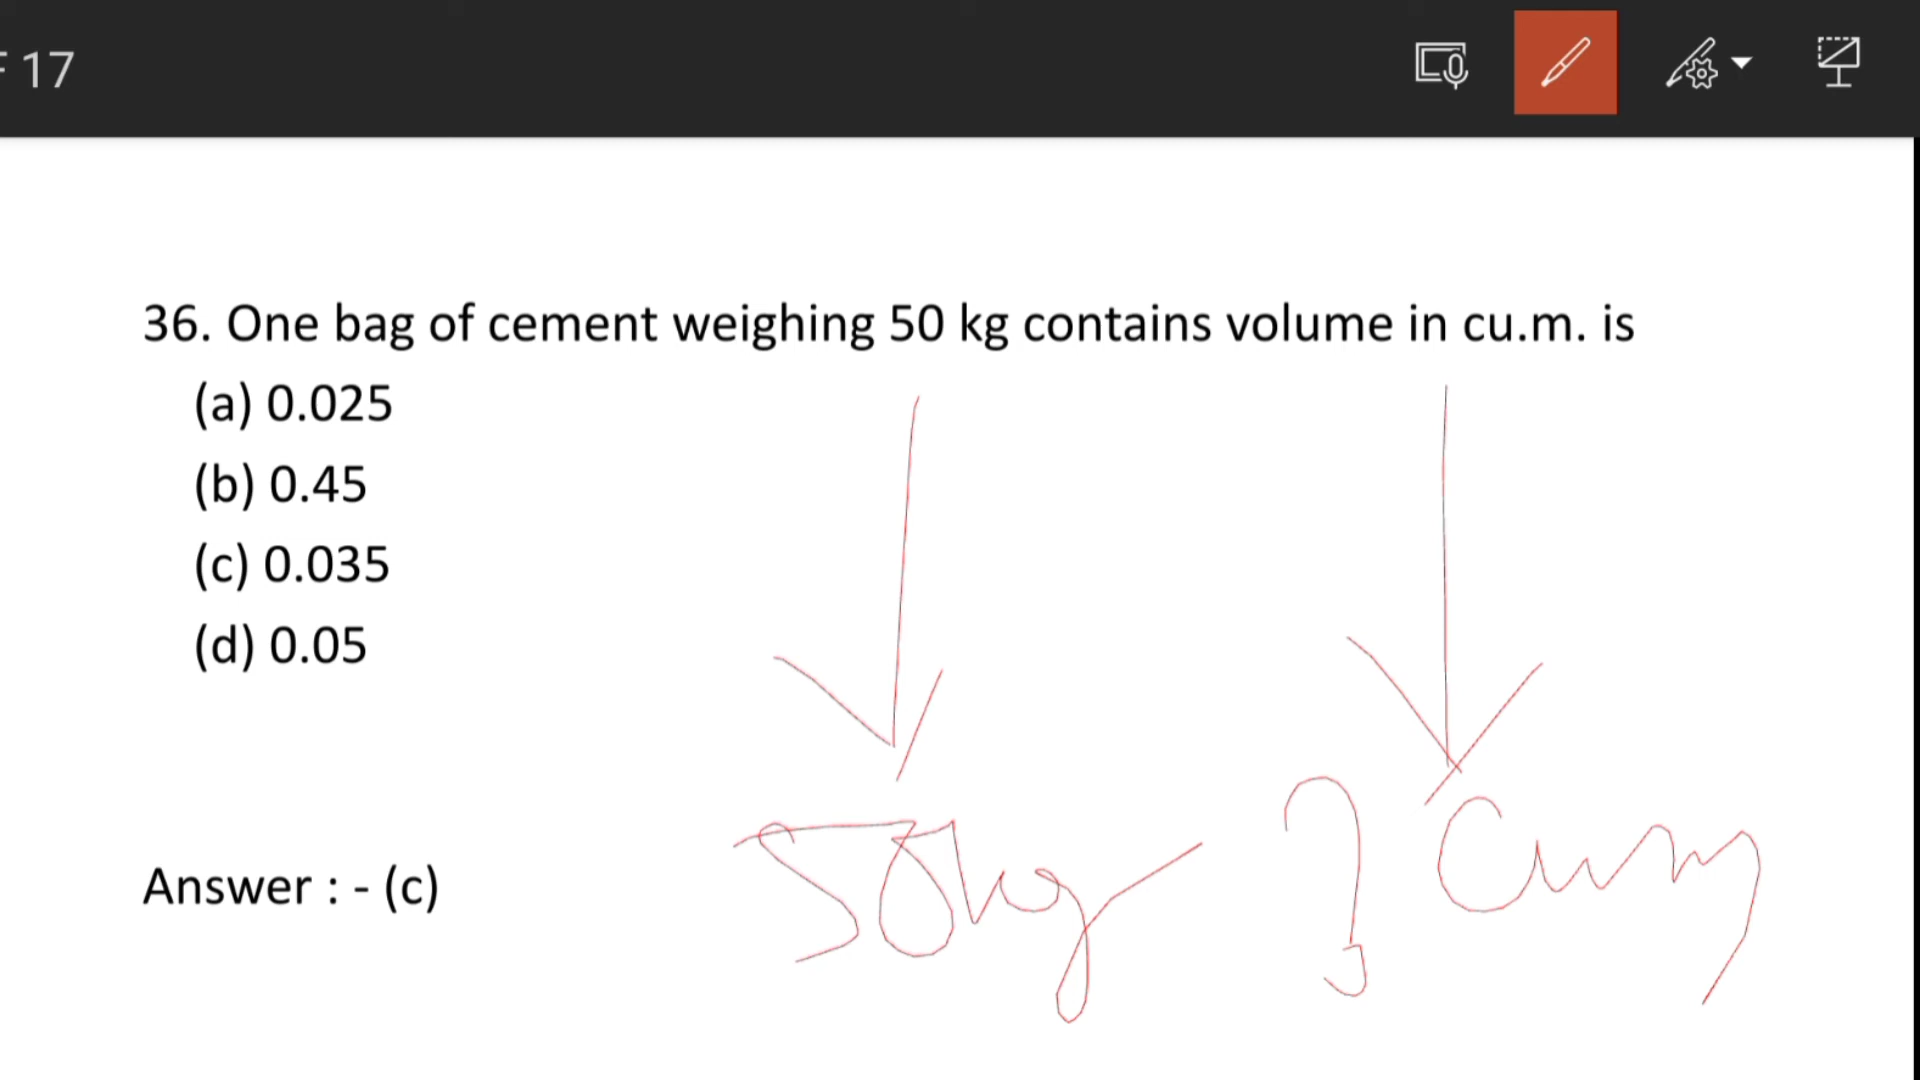 F 17
36. One bag of cement weighing 50 kg contains volume in cu.m. is
(a) 0.025
(b) 0.45
(c) 0.035
(d) 0.05
Answer : - (c)
50kg ? cum